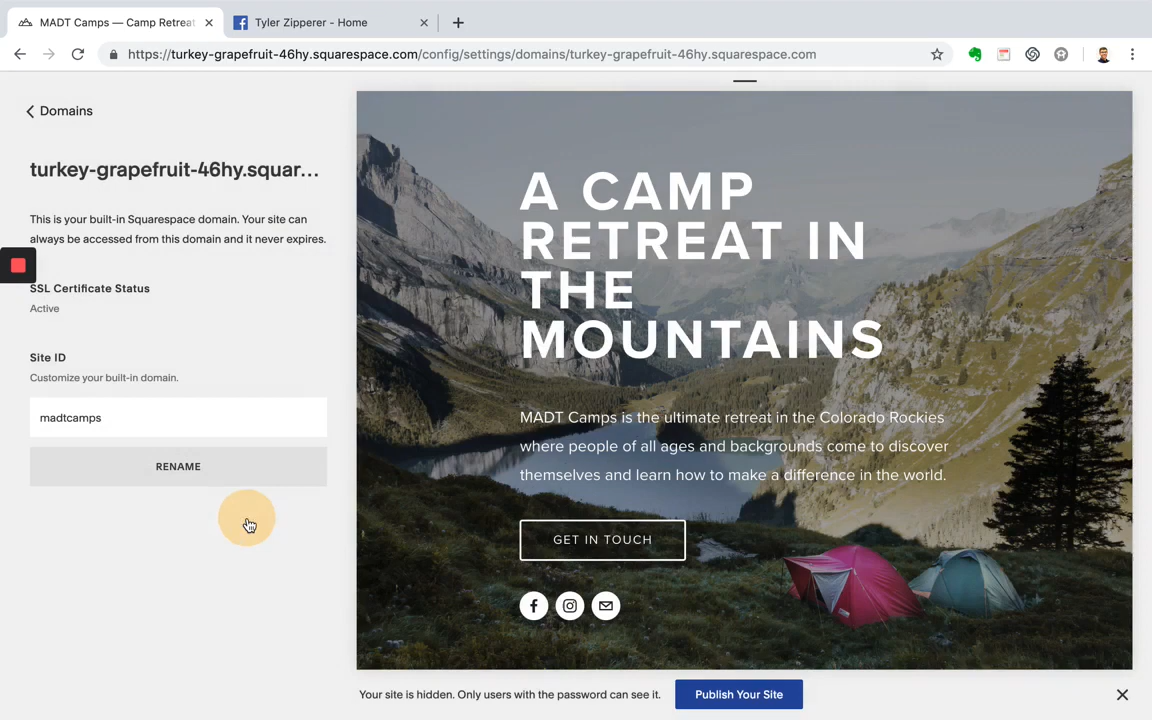 MADT Camps — Camp Retreat
Tyler Zipperer - Home
https://turkey-grapefruit-46hy.squarespace.com/config/settings/domains/turkey-grapefruit-46hy.squarespace.com
Domains
turkey-grapefruit-46hy.squar...
This is your built-in Squarespace domain. Your site can
always be accessed from this domain and it never expires.
SSL Certificate Status
Active
Site ID
Customize your built-in domain.
madtcamps
RENAME
A CAMP
RETREAT IN
THE
MOUNTAINS
MADT Camps is the ultimate retreat in the Colorado Rockies
where people of all ages and backgrounds come to discover
themselves and learn how to make a difference in the world.
GET IN TOUCH
Your site is hidden. Only users with the password can see it.
Publish Your Site